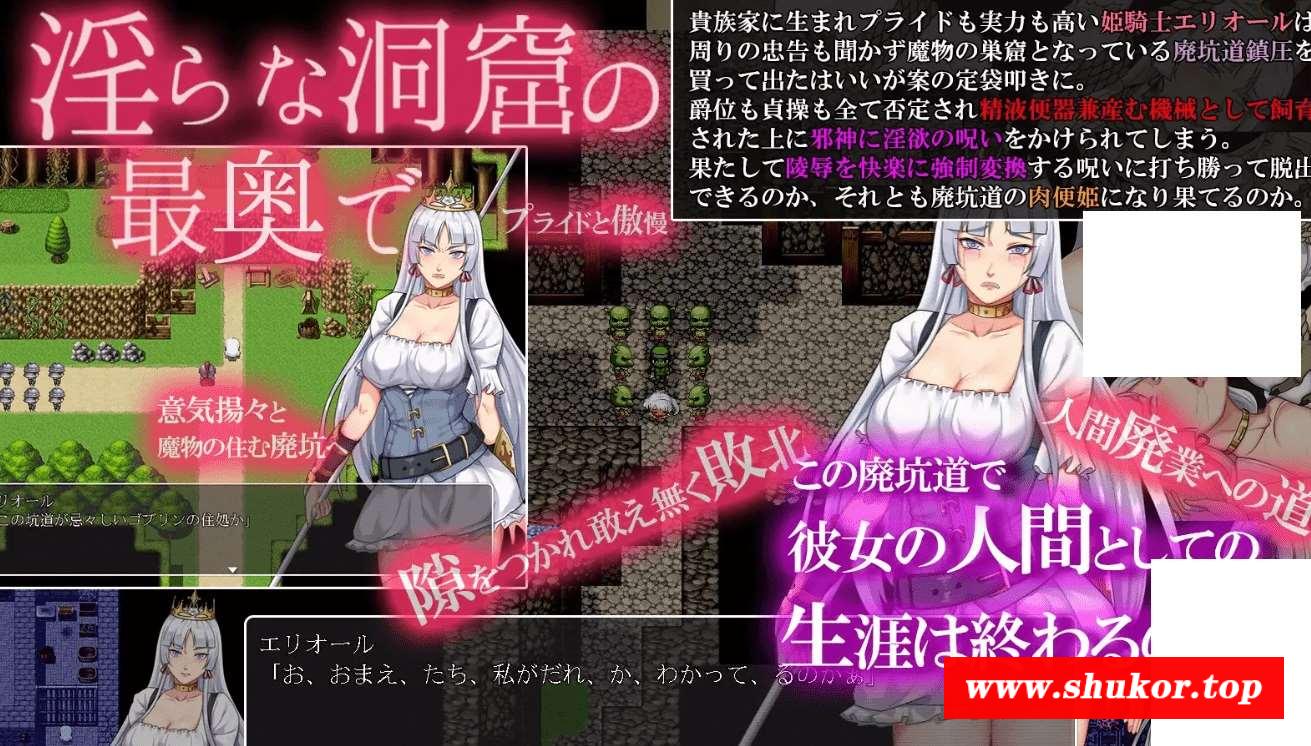 淫らな洞窟の
最奥で
プライドと傲慢
貴族家に生まれプライドも実力も高い姫騎士エリオールは
周りの忠告も聞かず魔物の巣窟となっている廃坑道鎮圧を
買って出たはいいが案の定袋叩きに。
爵位も貞操も全て否定され精液便器兼産む機械として飼育
された上に邪神に淫欲の呪いをかけられてしまう。
果たして陵辱を快楽に強制変換する呪いに打ち勝って脱出
できるのか、それとも廃坑道の肉便姫になり果てるのか。
意気揚々と
魔物の住む廃坑へ
リオール
この坑道が忌々しいゴブリンの住処か」
隙をつかれ敢え無く敗北
人間廃業への道
この廃坑道で
彼女の人間としての
生涯は終わるの
エリオール
「お、おまえ、たち、私がだれ、か、わかって、るのかぁ」
www.shukor.top